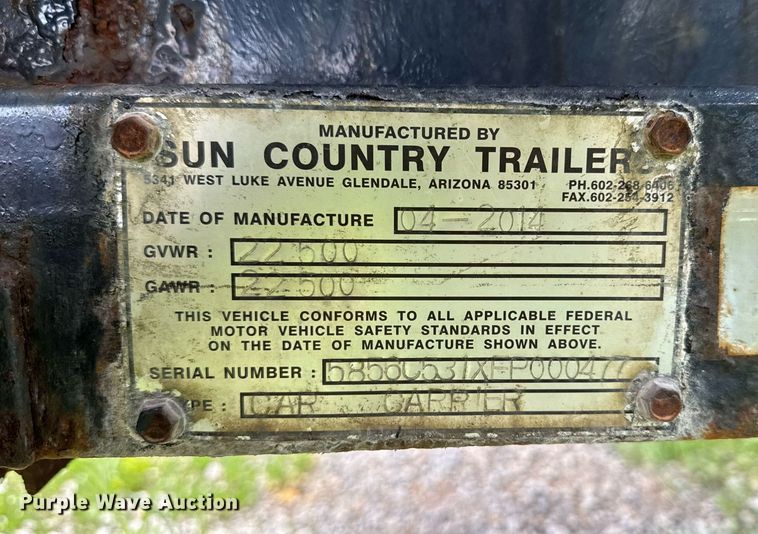 MANUFACTURED BY
SUN COUNTRY TRAILERS
5341 WEST LUKE AVENUE GLENDALE, ARIZONA 85301 PH.602-268-6406
FAX.602-254-3912
DATE OF MANUFACTURE 04-2014
GVWR : 22500
GAWR : 22500
THIS VEHICLE CONFORMS TO ALL APPLICABLE FEDERAL
MOTOR VEHICLE SAFETY STANDARDS IN EFFECT
ON THE DATE OF MANUFACTURE SHOWN ABOVE.
SERIAL NUMBER :
TYPE : CAR CARRIER
Purple Wave Auction